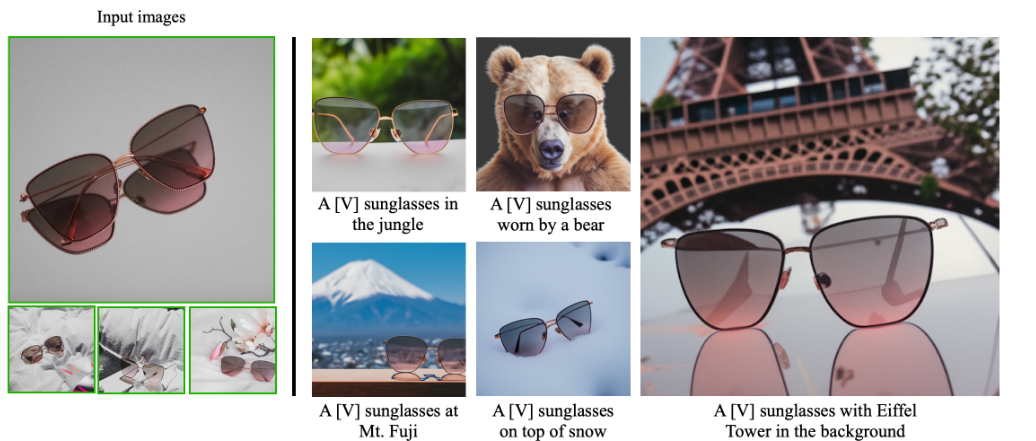 Input images
A [V] sunglasses in
the jungle
A [V] sunglasses
worn by a bear
A [V] sunglasses at
Mt. Fuji
A [V] sunglasses
on top of snow
A [V] sunglasses with Eiffel
Tower in the background